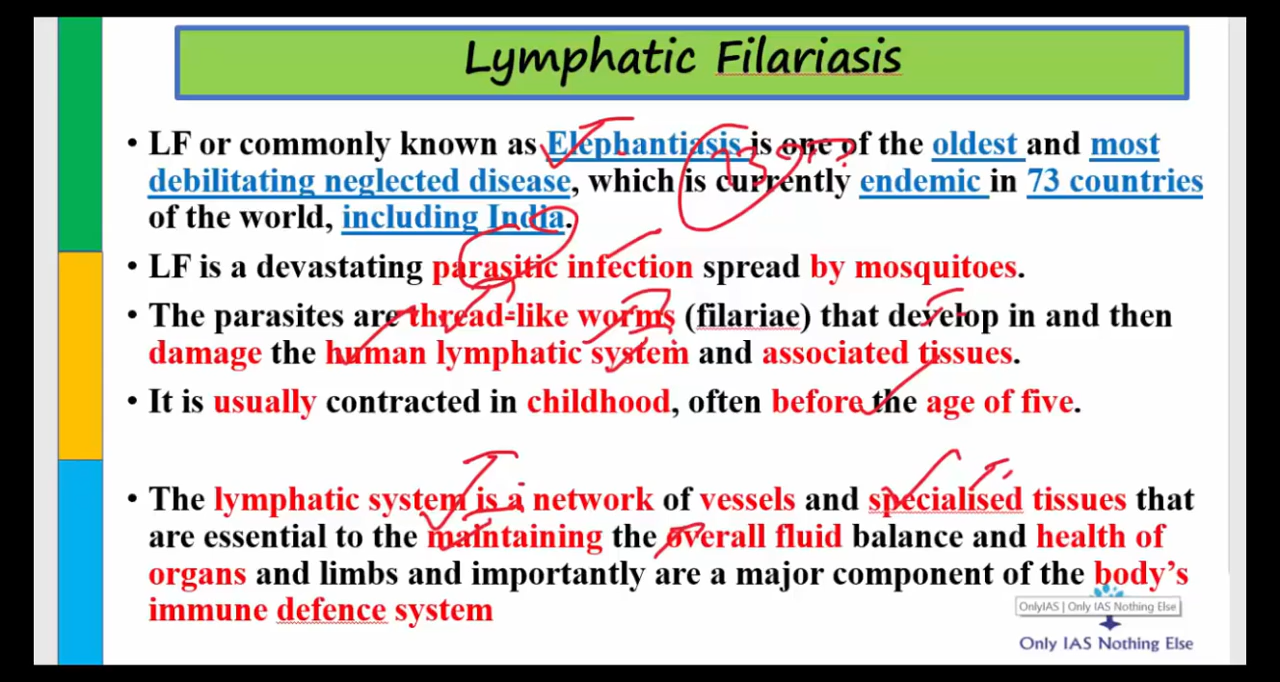 Lymphatic Filariasis
• LF or commonly known as Elephantiasis is one of the oldest and most
debilitating neglected disease, which is currently endemic in 73 countries
of the world, including India.
• LF is a devastating parasitic infection spread by mosquitoes.
• The parasites are thread-like worms (filariae) that develop in and then
damage the human lymphatic system and associated tissues.
• It is usually contracted in childhood, often before the age of five.
• The lymphatic system is a network of vessels and specialised tissues that
are essential to the maintaining the overall fluid balance and health of
organs and limbs and importantly are a major component of the body’s
immune defence system
OnlyIAS | Only IAS Nothing Else
Only IAS Nothing Else